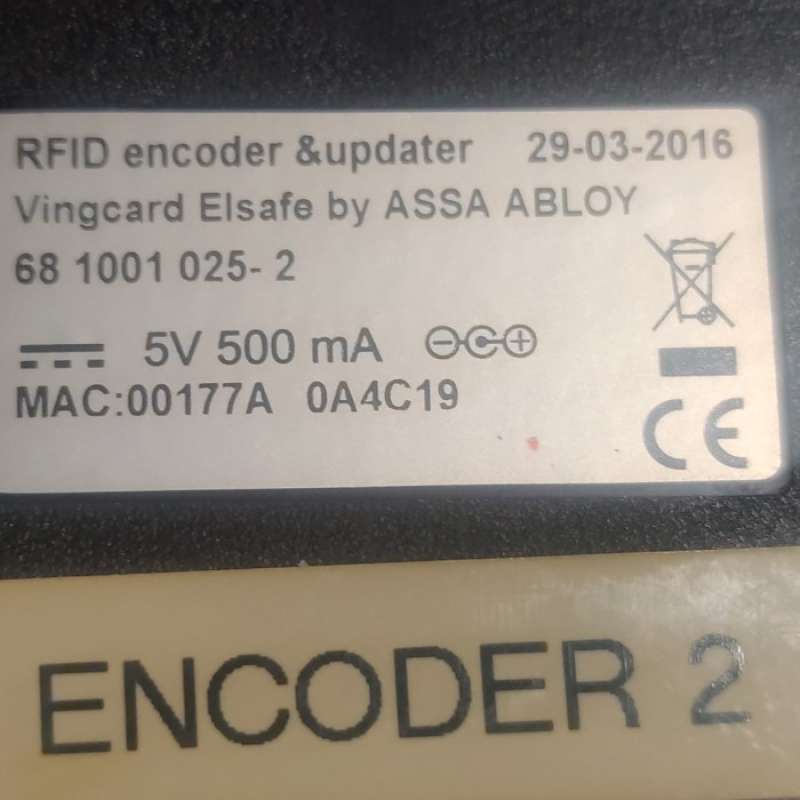 RFID encoder &updater 29-03-2016
Vingcard Elsafe by ASSA ABLOY
68 1001 025- 2
5V 500 mA
MAC:00177A 0A4C19
CE
ENCODER 2